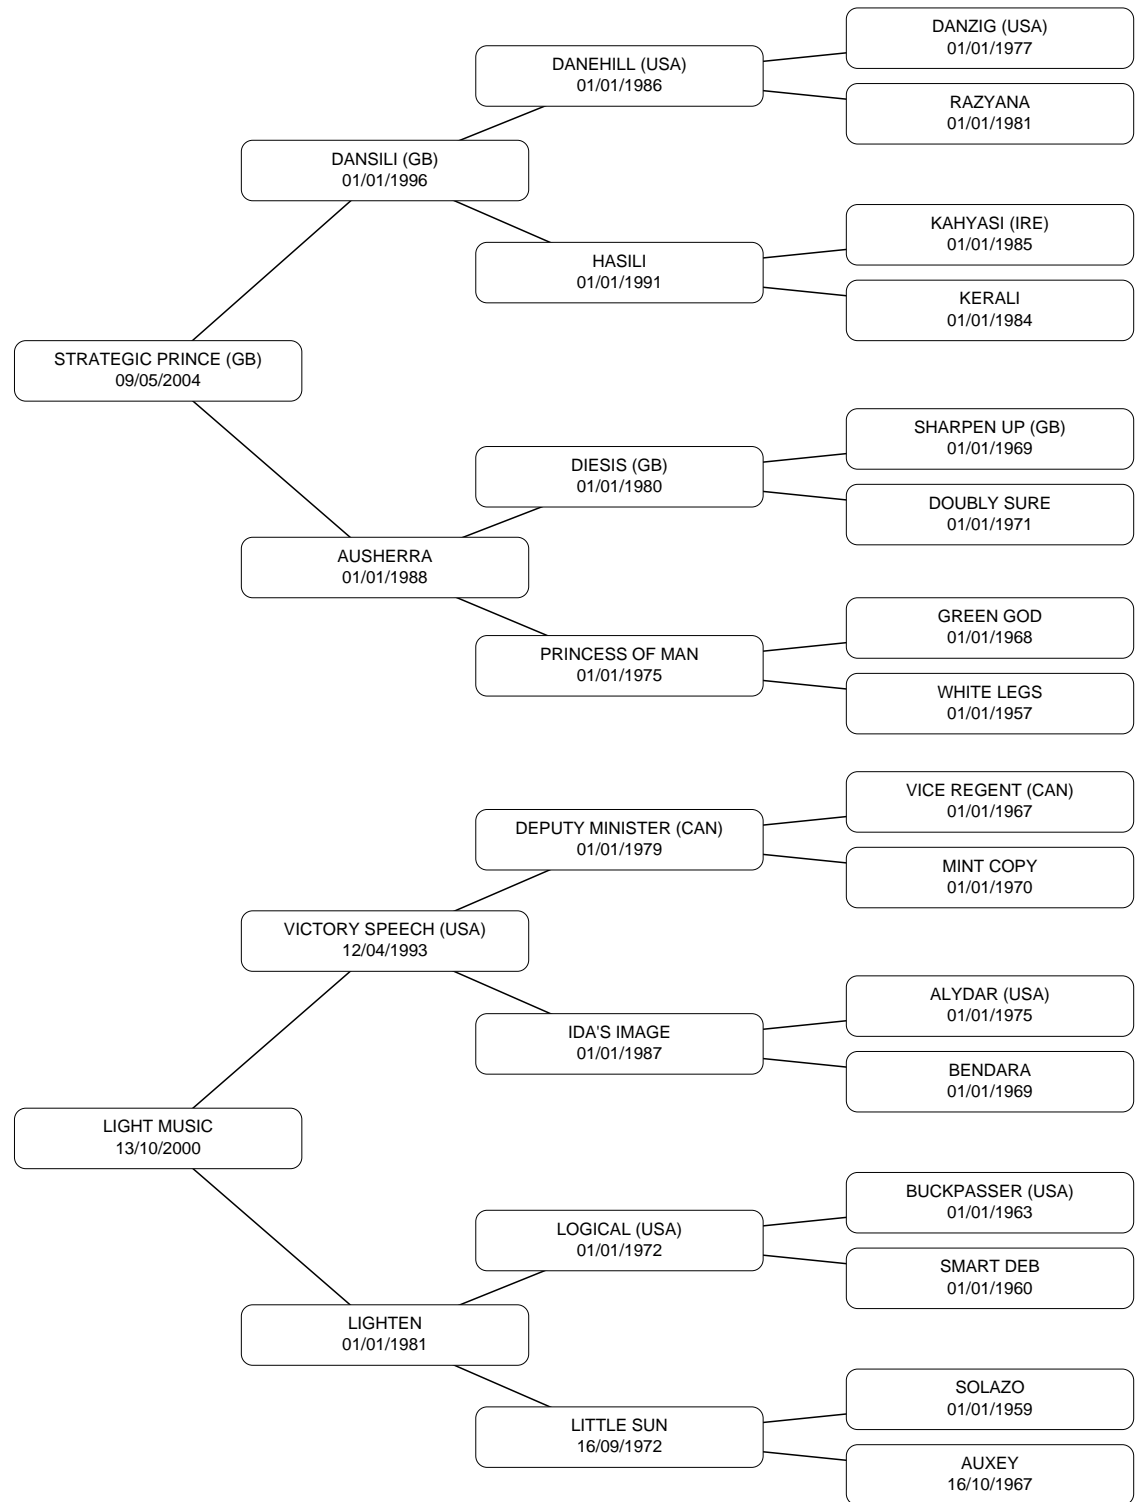 DANZIG (USA)
01/01/1977
DANEHILL (USA)
01/01/1986
RAZYANA
01/01/1981
DANSILI (GB)
01/01/1996
KAHYASI (IRE)
01/01/1985
HASILI
01/01/1991
KERALI
01/01/1984
STRATEGIC PRINCE (GB)
09/05/2004
SHARPEN UP (GB)
01/01/1969
DIESIS (GB)
01/01/1980
DOUBLY SURE
01/01/1971
AUSHERRA
01/01/1988
GREEN GOD
01/01/1968
PRINCESS OF MAN
01/01/1975
WHITE LEGS
01/01/1957
VICE REGENT (CAN)
01/01/1967
DEPUTY MINISTER (CAN)
01/01/1979
MINT COPY
01/01/1970
VICTORY SPEECH (USA)
12/04/1993
ALYDAR (USA)
01/01/1975
IDA'S IMAGE
01/01/1987
BENDARA
01/01/1969
LIGHT MUSIC
13/10/2000
BUCKPASSER (USA)
01/01/1963
LOGICAL (USA)
01/01/1972
SMART DEB
01/01/1960
LIGHTEN
01/01/1981
SOLAZO
01/01/1959
LITTLE SUN
16/09/1972
AUXEY
16/10/1967